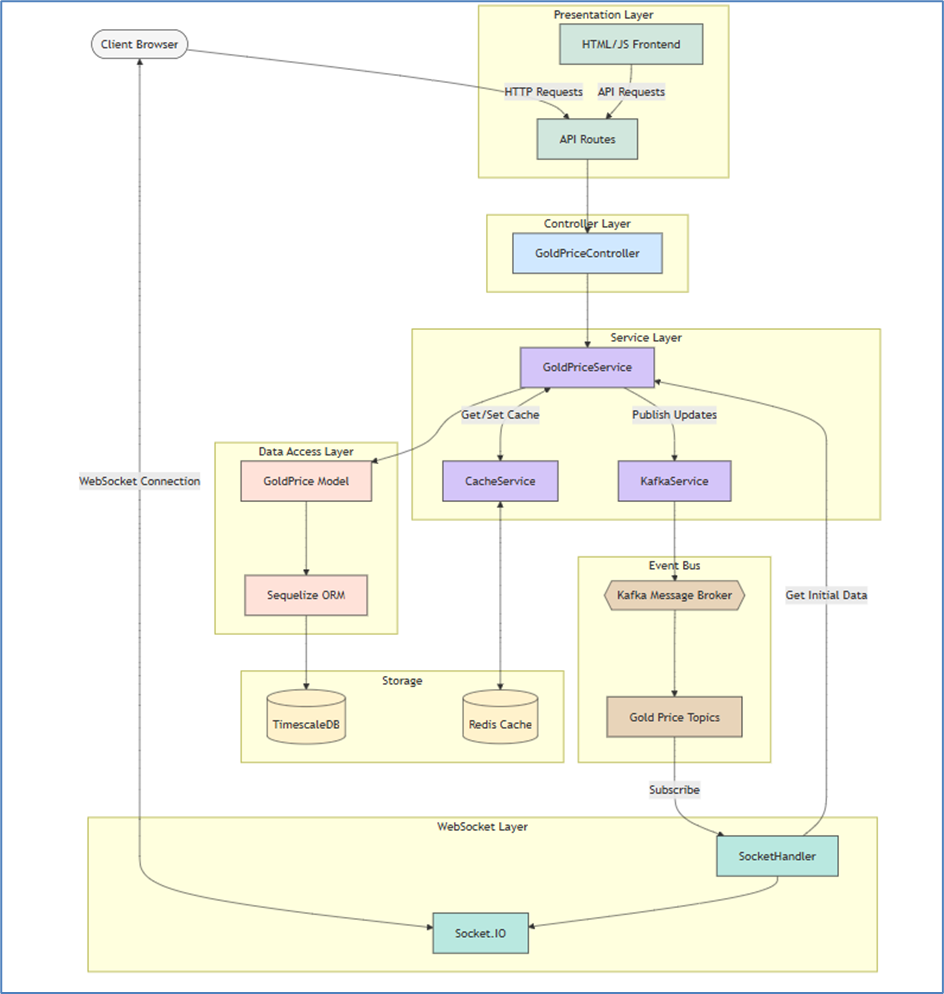 Presentation Layer
Client Browser
HTML/JS Frontend
HTTP Requests
API Requests
API Routes
Controller Layer
GoldPriceController
Service Layer
GoldPriceService
Get/Set Cache
Publish Updates
Data Access Layer
GoldPrice Model
CacheService
KafkaService
WebSocket Connection
Event Bus
Sequelize ORM
Kafka Message Broker
Get Initial Data
Storage
TimescaleDB
Redis Cache
Gold Price Topics
Subscribe
WebSocket Layer
SocketHandler
Socket.IO